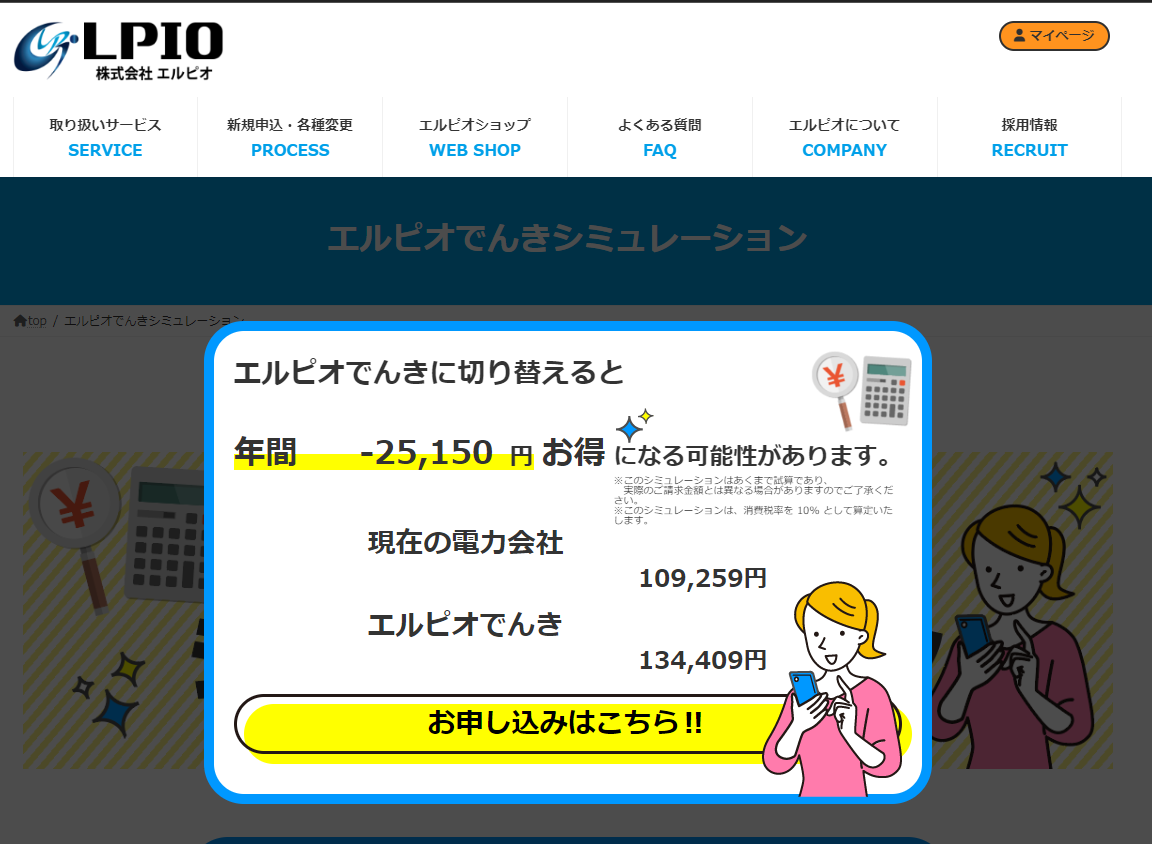 LPIO
株式会社 エルピオ
マイページ
取り扱いサービス
SERVICE
新規申込・各種変更
PROCESS
エルピオショップ
WEB SHOP
よくある質問
FAQ
エルピオについて
COMPANY
採用情報
RECRUIT
エルピオでんきシミュレーション
top / エルピオでんきシミュレーション
エルピオでんきに切り替えると
年間 -25,150 円 お得 になる可能性があります。
※このシミュレーションはあくまで試算であり、
実際のご請求金額とは異なる場合がありますのでご了承くだ
さい。
※このシミュレーションは、消費税率を 10% として算定いた
します。
現在の電力会社
109,259円
エルピオでんき
134,409円
お申し込みはこちら!!